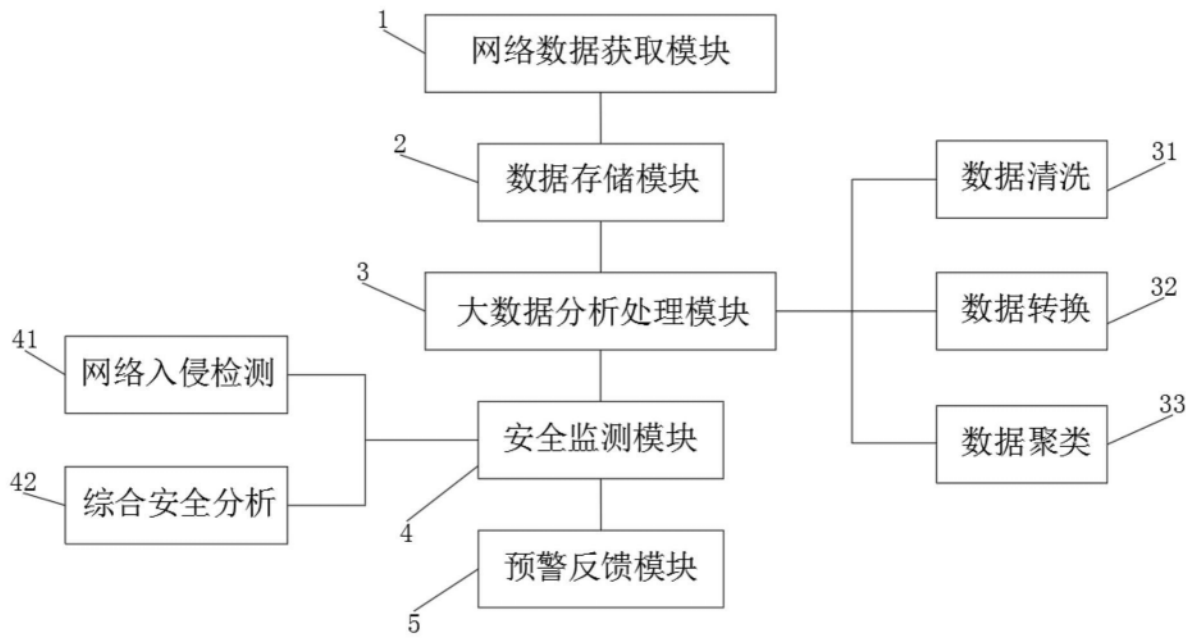 1
网络数据获取模块
2
数据存储模块
31
数据清洗
3
大数据分析处理模块
32
数据转换
41
网络入侵检测
33
数据聚类
安全监测模块
4
42
综合安全分析
预警反馈模块
5